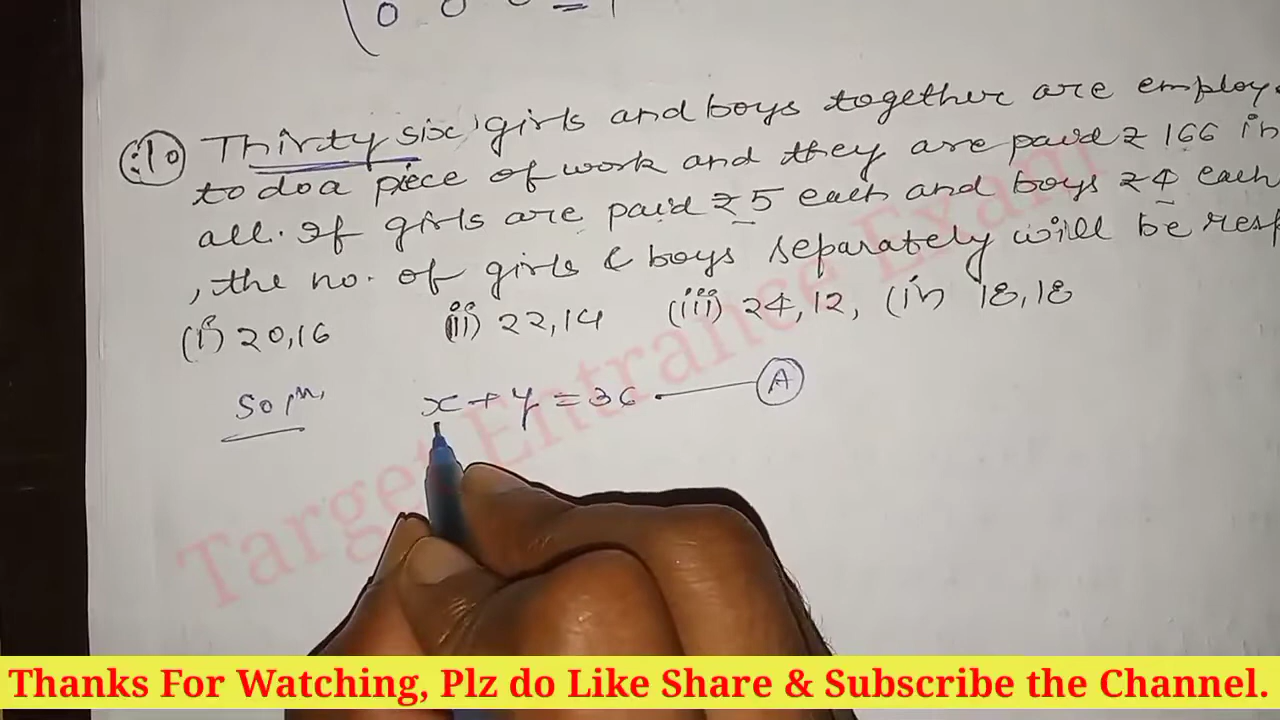 0 0
:10 Thirty six girls and boys together are employ
to do a piece of work and they are paid ₹ 166 in
all. If girls are paid ₹ 5 each and boys ₹ 4 each
, the no. of girls & boys separately will be resp
(i) 20,16 (ii) 22,14 (iii) 24,12, (iv) 18,18
Soln, x + y = 36 A
Target Entrance Exam
Thanks For Watching, Plz do Like Share & Subscribe the Channel.